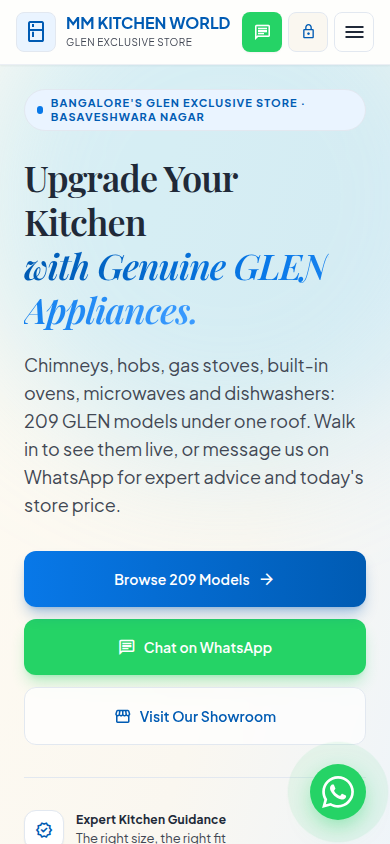 MM KITCHEN WORLD
GLEN EXCLUSIVE STORE
BANGALORE'S GLEN EXCLUSIVE STORE ·
BASAVESHWARA NAGAR
Upgrade Your
Kitchen
with Genuine GLEN
Appliances.
Chimneys, hobs, gas stoves, built-in
ovens, microwaves and dishwashers:
209 GLEN models under one roof. Walk
in to see them live, or message us on
WhatsApp for expert advice and today's
store price.
Browse 209 Models
Chat on WhatsApp
Visit Our Showroom
Expert Kitchen Guidance
The right size, the right fit